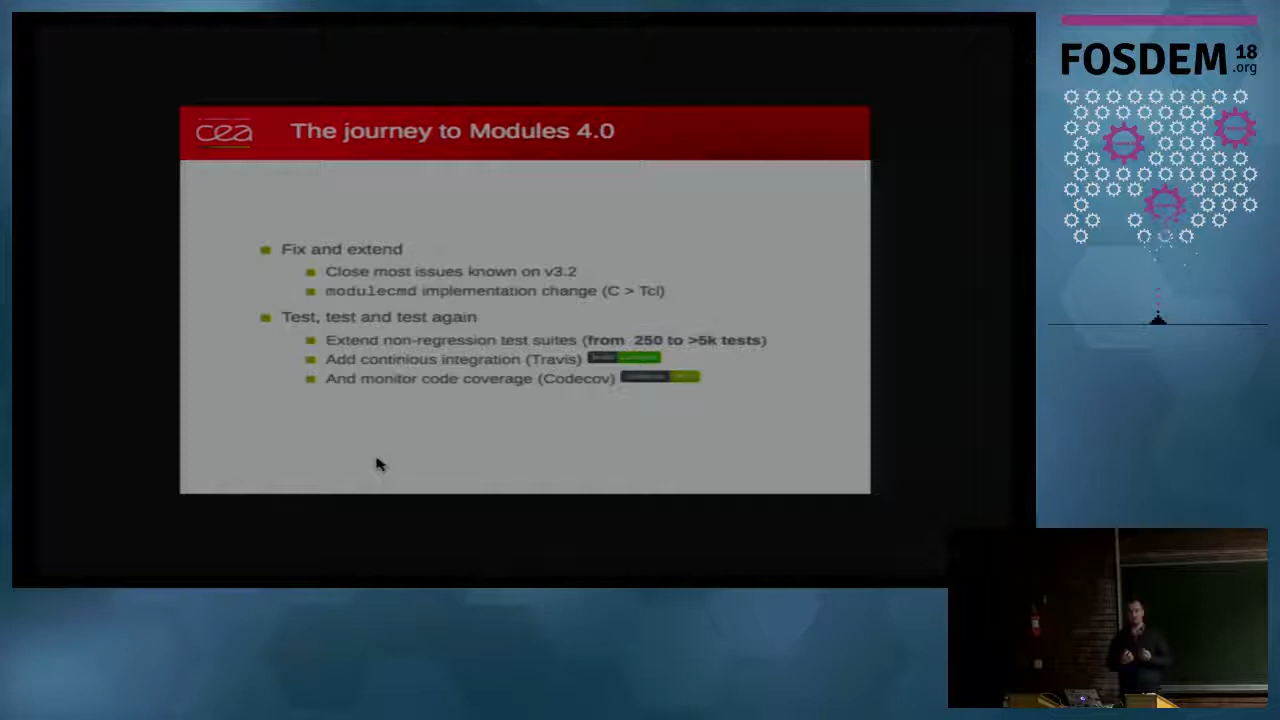 FOSDEM 18
.org
cea
The journey to Modules 4.0
Fix and extend
Close most issues known on v3.2
modulecmd implementation change (C > Tcl)
Test, test and test again
Extend non-regression test suites (from 250 to >5k tests)
Add continious integration (Travis)
And monitor code coverage (Codecov)